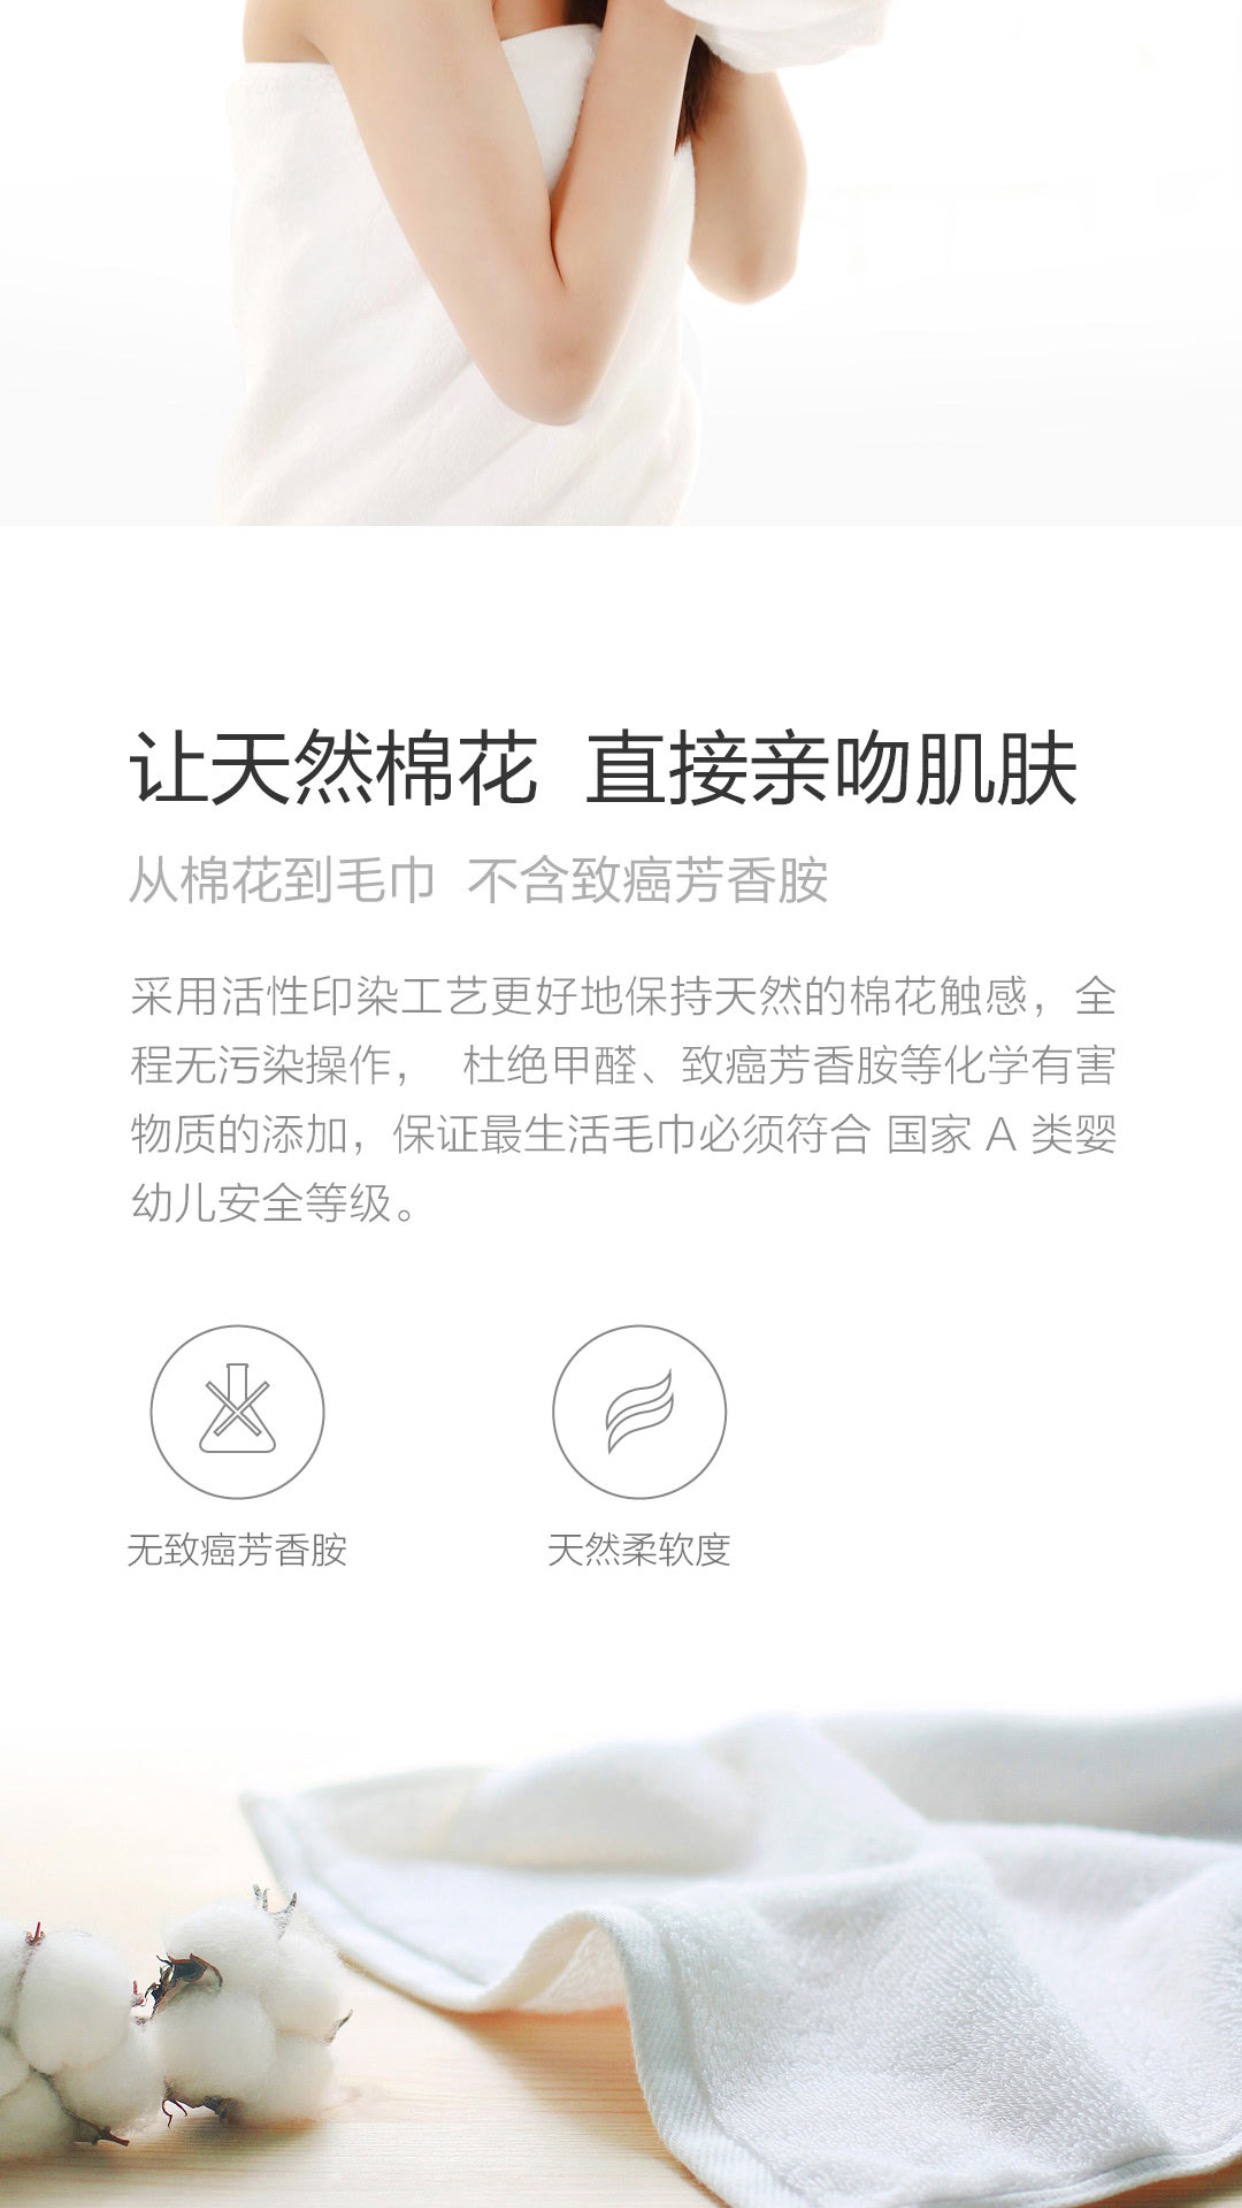 让天然棉花 直接亲吻肌肤
从棉花到毛巾 不含致癌芳香胺
采用活性印染工艺更好地保持天然的棉花触感，全
程无污染操作， 杜绝甲醛、致癌芳香胺等化学有害
物质的添加，保证最生活毛巾必须符合 国家 A 类婴
幼儿安全等级。
无致癌芳香胺
天然柔软度